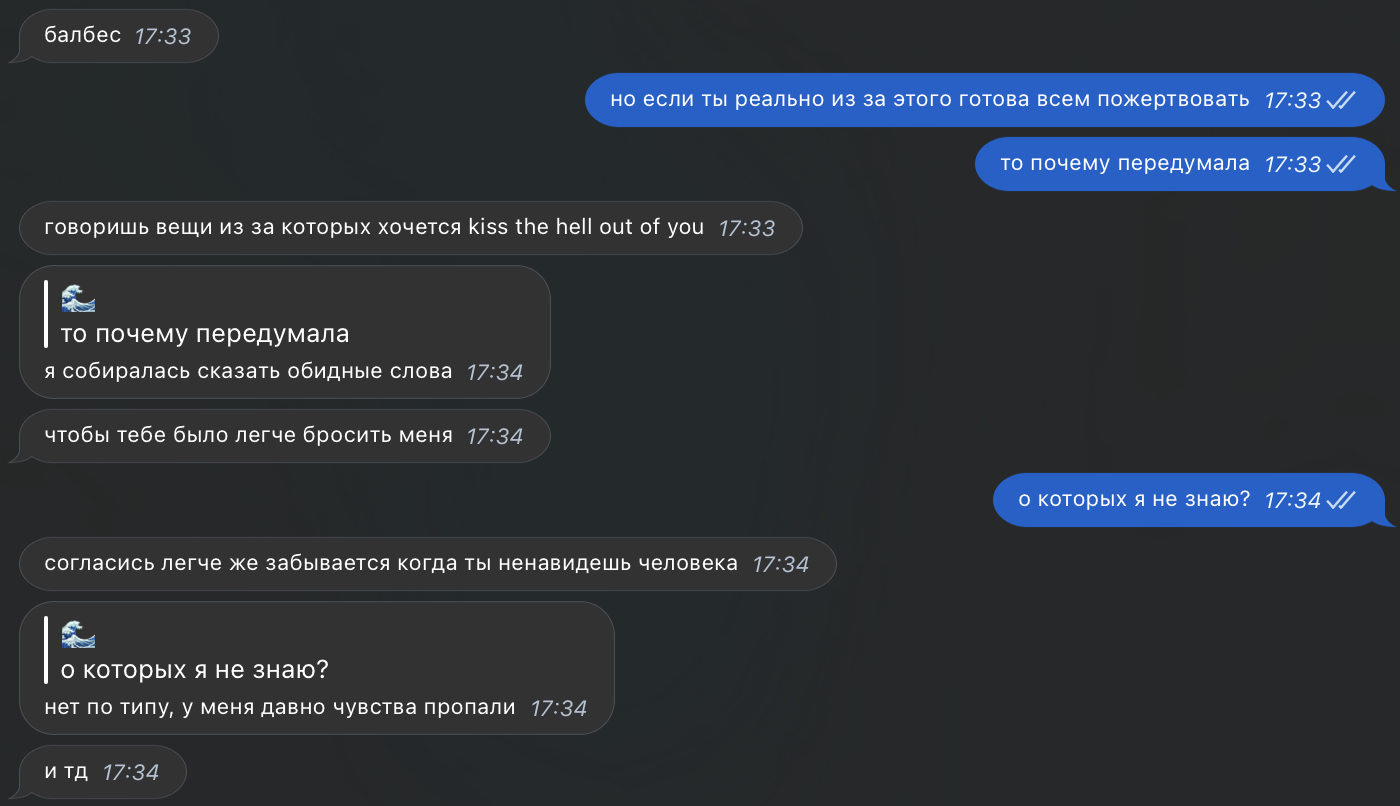 балбес 17:33
но если ты реально из за этого готова всем пожертвовать 17:33
то почему передумала 17:33
говоришь вещи из за которых хочется kiss the hell out of you 17:33
🌊
то почему передумала
я собиралась сказать обидные слова 17:34
чтобы тебе было легче бросить меня 17:34
о которых я не знаю? 17:34
согласись легче же забывается когда ты ненавидешь человека 17:34
🌊
о которых я не знаю?
нет по типу, у меня давно чувства пропали 17:34
и тд 17:34